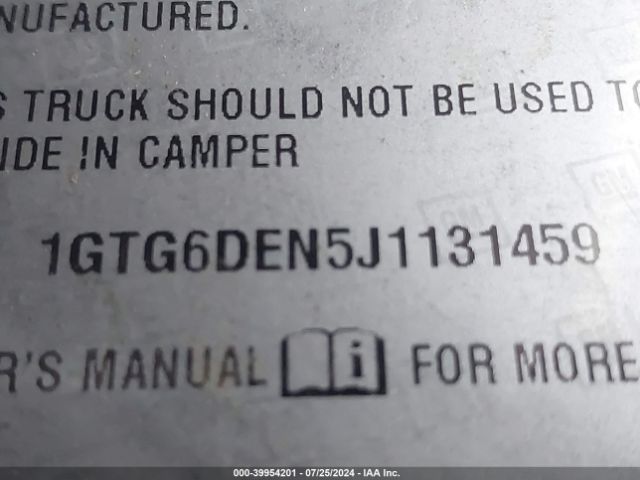 NUFACTURED.
S TRUCK SHOULD NOT BE USED TO
IDE IN CAMPER
GM
1GTG6DEN5J1131459
R'S MANUAL i FOR MORE
000-39954201 - 07/25/2024 - IAA Inc.